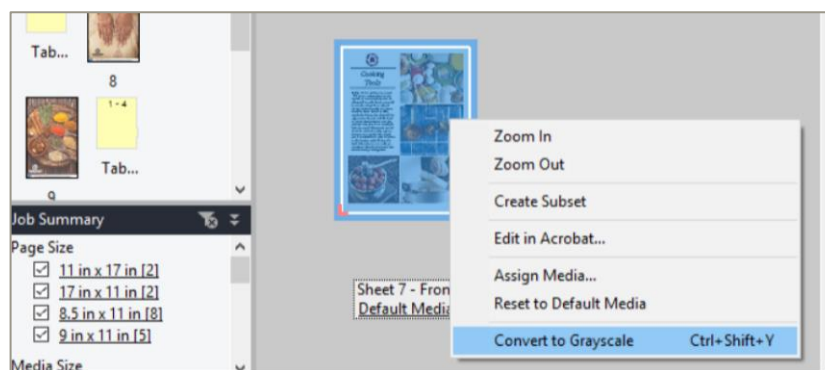 Tab...
8
1 - 4
Tab...
9
Job Summary
Page Size
11 in x 17 in [2]
17 in x 11 in [2]
8.5 in x 11 in [8]
9 in x 11 in [5]
Media Size
Cooking
Tools
Sheet 7 - Fron
Default Media
Zoom In
Zoom Out
Create Subset
Edit in Acrobat...
Assign Media...
Reset to Default Media
Convert to Grayscale Ctrl+Shift+Y